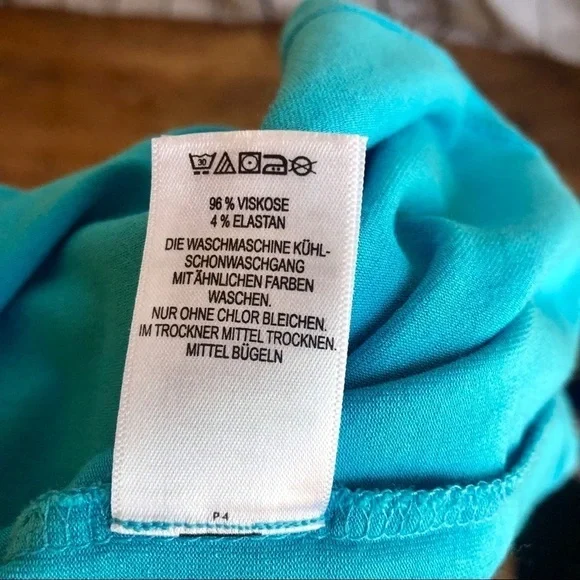 30
96 % VISKOSE
4 % ELASTAN
DIE WASCHMASCHINE KÜHL-
SCHONWASCHGANG
MIT ÄHNLICHEN FARBEN
WASCHEN.
NUR OHNE CHLOR BLEICHEN.
IM TROCKNER MITTEL TROCKNEN.
MITTEL BÜGELN
P4